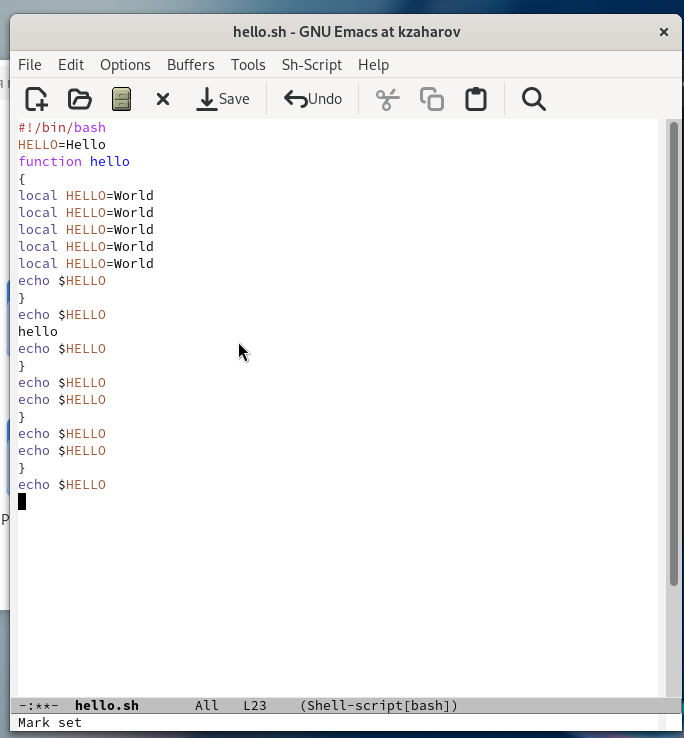 hello.sh - GNU Emacs at kzaharov ×
File Edit Options Buffers Tools Sh-Script Help
Save Undo
#!/bin/bash
HELLO=Hello
function hello
{
local HELLO=World
local HELLO=World
local HELLO=World
local HELLO=World
local HELLO=World
echo $HELLO
}
echo $HELLO
hello
echo $HELLO
}
echo $HELLO
echo $HELLO
}
echo $HELLO
echo $HELLO
}
echo $HELLO
P
-:**- hello.sh All L23 (Shell-script[bash])
Mark set